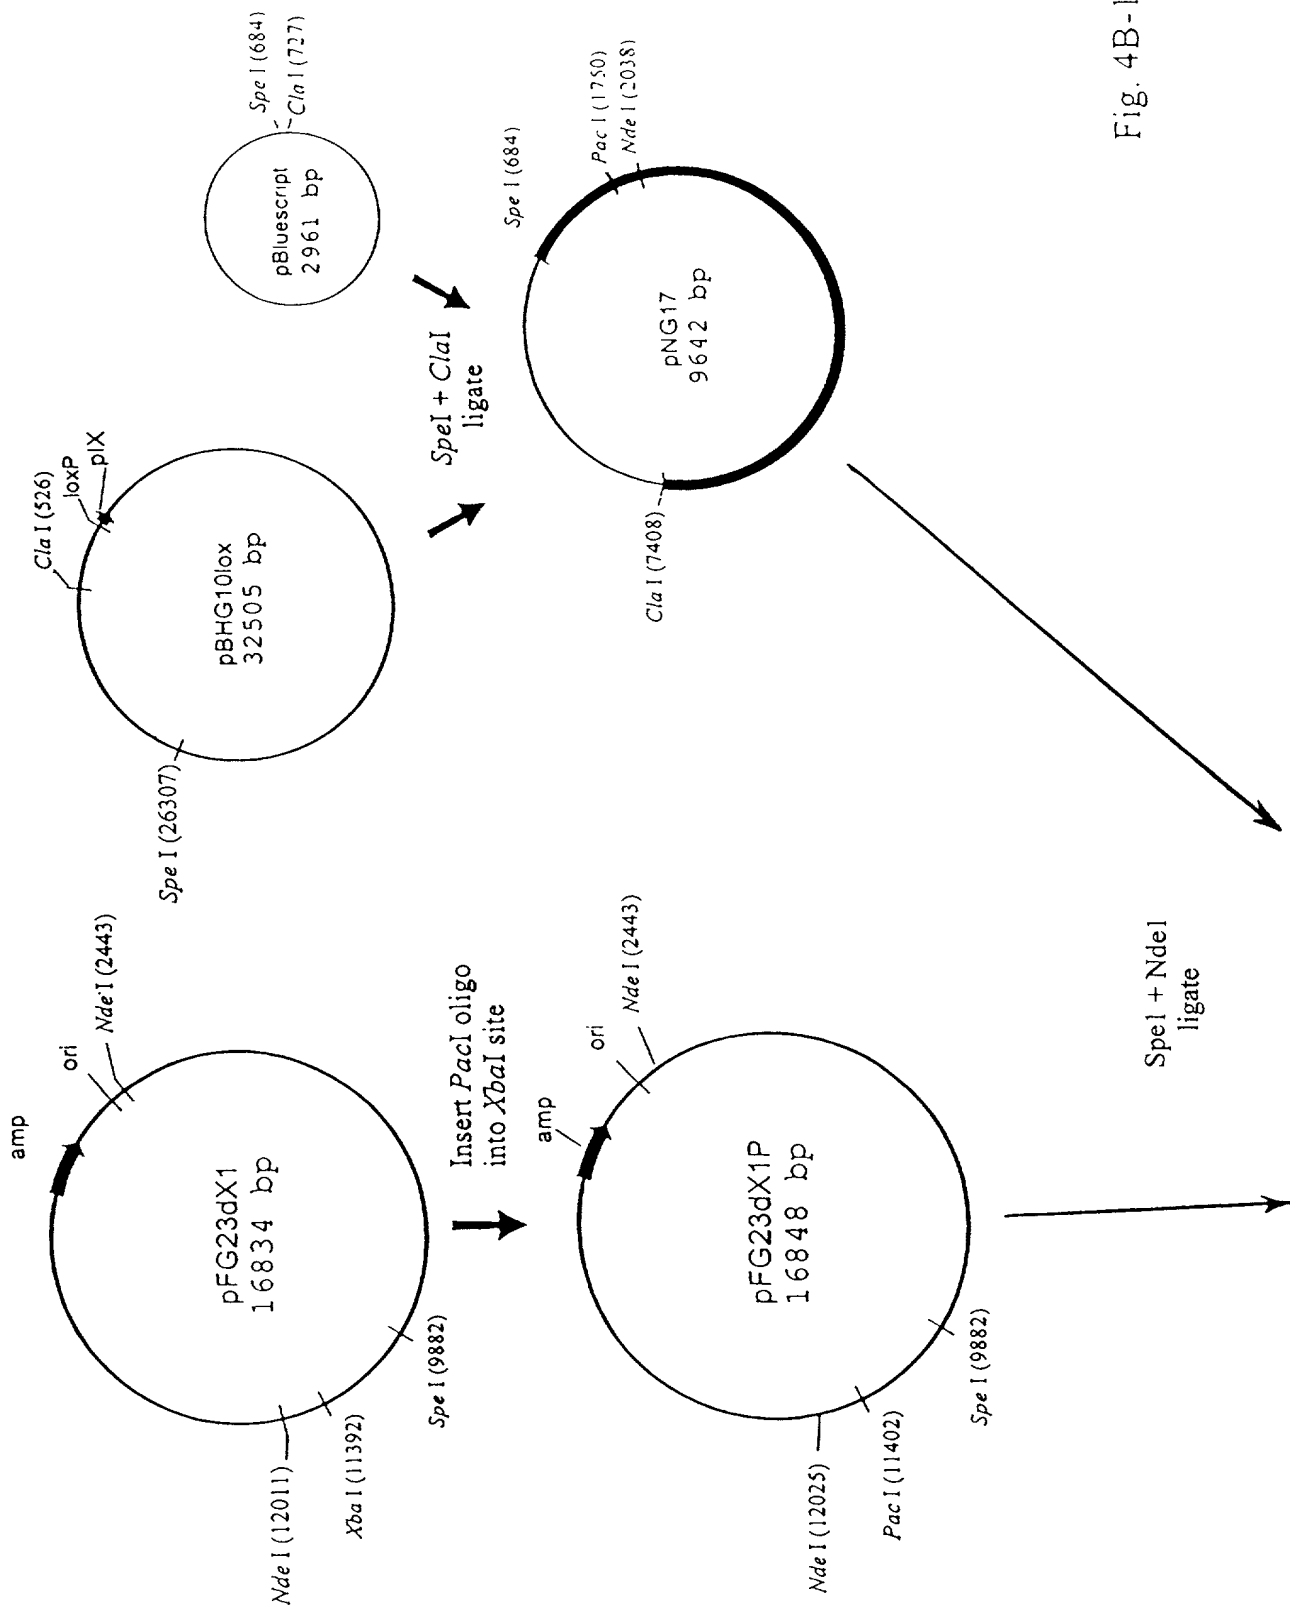 amp
ori
Nde I (2443)
pFG23dX1
16834 bp
Nde I (12011)
Xba I (11392)
Spe I (9882)
Insert PacI oligo
into XbaI site
amp
ori
Nde I (2443)
pFG23dX1P
16848 bp
Nde I (12025)
Pac I (11402)
Spe I (9882)
Cla I (526)
loxP
pIX
pBHG10lox
32505 bp
Spe I (26307)
Spe I (684)
Cla I (727)
pBluescript
2961 bp
SpeI + ClaI
ligate
Spe I (684)
Pac I (1750)
Nde I (2038)
pNG17
9642 bp
Cla I (7408)
SpeI + NdeI
ligate
Fig. 4B-1